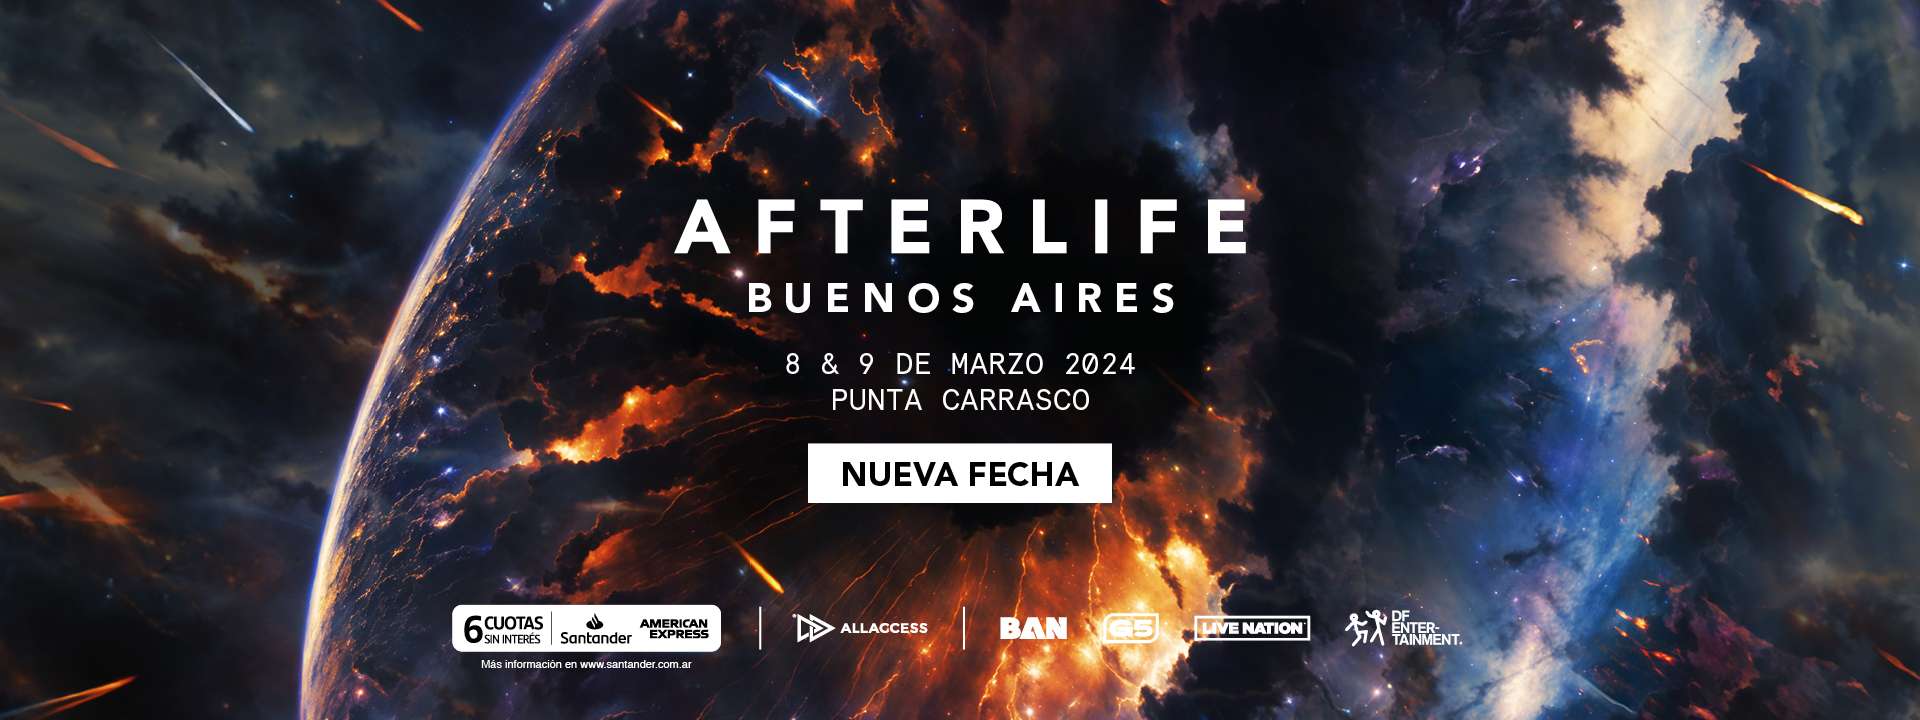 AFTERLIFE
BUENOS AIRES
8 & 9 DE MARZO 2024
PUNTA CARRASCO
NUEVA FECHA
6 CUOTAS
SIN INTERÉS
Santander
AMERICAN
EXPRESS
Más información en www.santander.com.ar
ALLACCESS
BAN
G5
LIVE NATION
DF
ENTER-
TAINMENT.